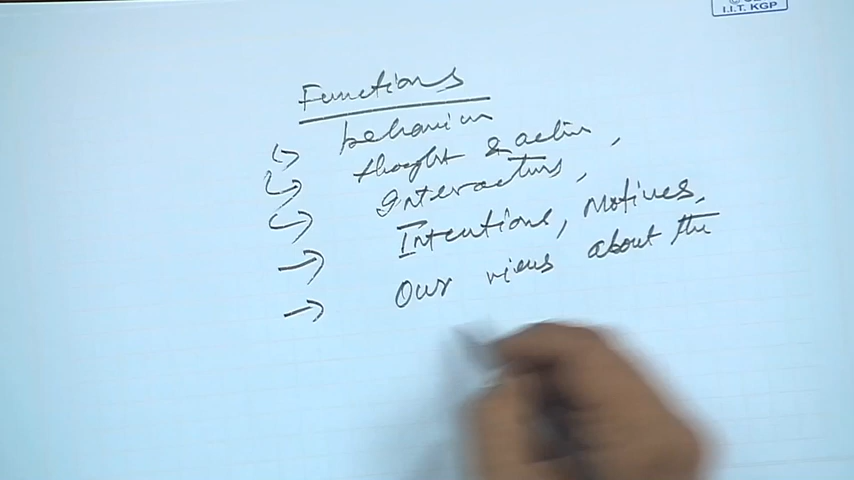 I.I.T. KGP
Functions
behaviour
thought & action,
Interactions,
Intentions, Motives,
Our views about the